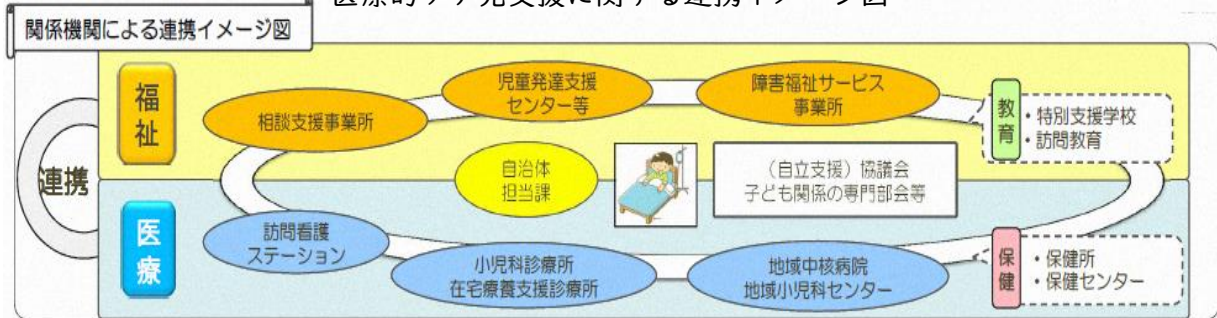 医療的ケア児支援に関する連携イメージ図
関係機関による連携イメージ図
連携
福祉
相談支援事業所
児童発達支援
センター等
障害福祉サービス
事業所
教育
・特別支援学校
・訪問教育
自治体
担当課
（自立支援）協議会
子ども関係の専門部会等
医療
訪問看護
ステーション
小児科診療所
在宅療養支援診療所
地域中核病院
地域小児科センター
保健
・保健所
・保健センター